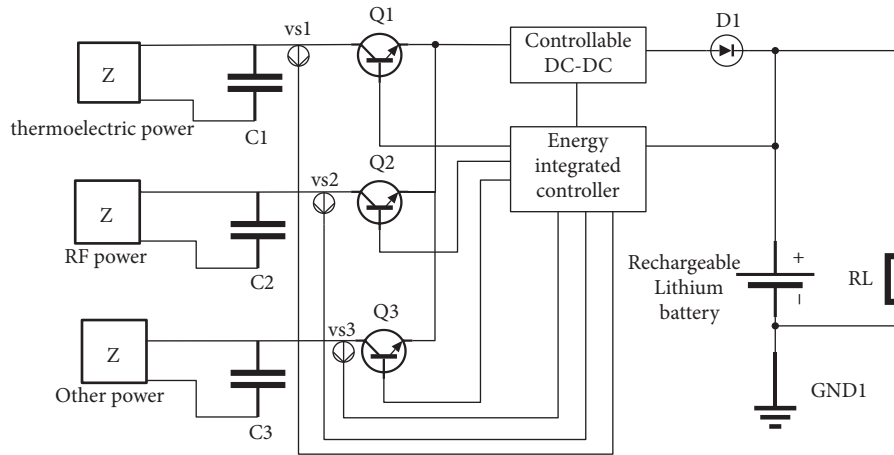 Z
thermoelectric power
C1
vs1
Q1
Controllable
DC-DC
D1
Energy
integrated
controller
Z
RF power
C2
vs2
Q2
Rechargeable
Lithium
battery
+
–
RL
Z
Other power
C3
vs3
Q3
GND1